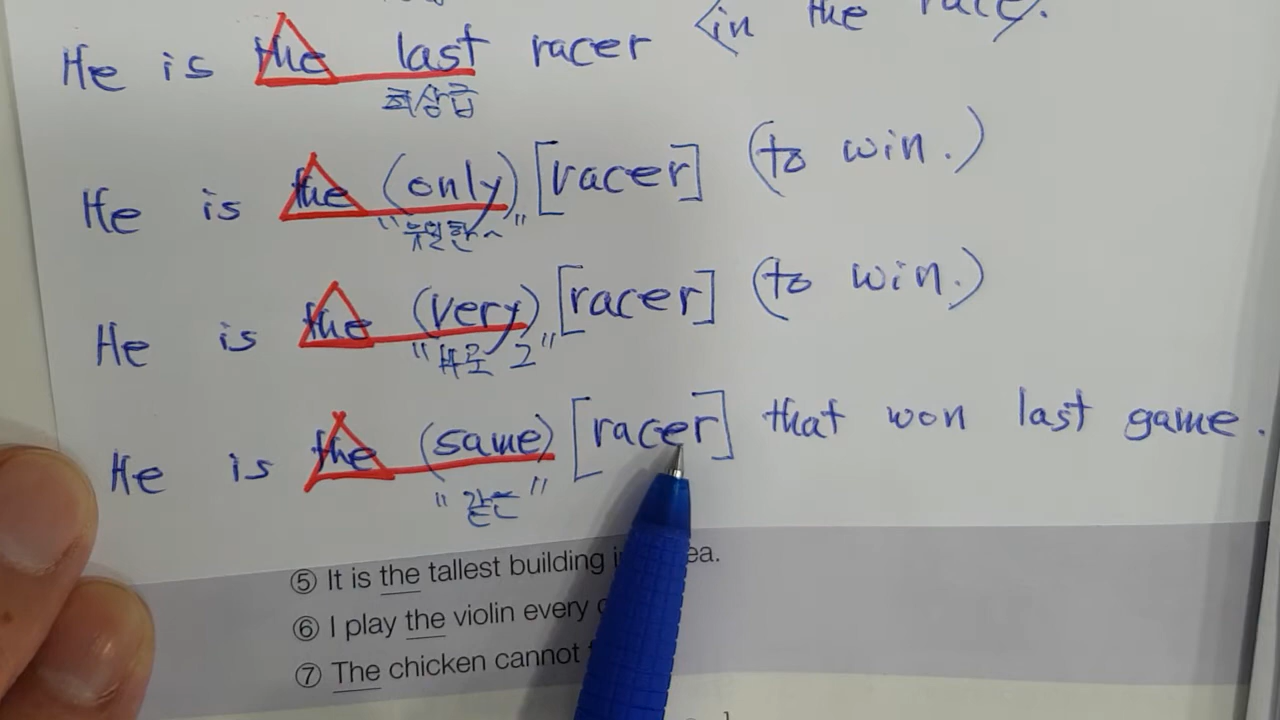 He is the last racer <in the race>.
최상급
He is the (only) [racer] (to win.)
"유일한~"
He is the (very) [racer] (to win.)
"바로 그"
He is the (same) [racer] that won last game.
"같은"
⑤ It is the tallest building
⑥ I play the violin every
⑦ The chicken cannot